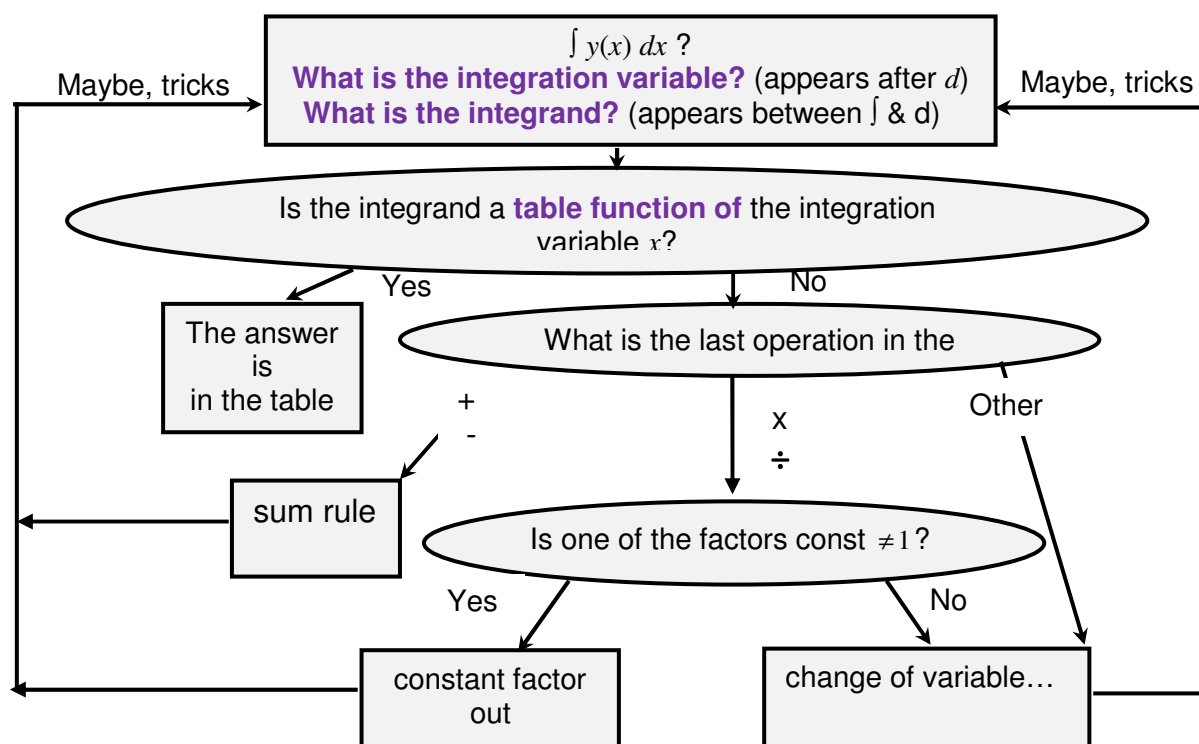 ∫ y(x) dx ?
What is the integration variable? (appears after d)
What is the integrand? (appears between ∫ & d)
Maybe, tricks
Maybe, tricks
Is the integrand a table function of the integration
variable x?
Yes
No
The answer
is
in the table
What is the last operation in the
+
-
x
÷
Other
sum rule
Is one of the factors const ≠1?
Yes
No
constant factor
out
change of variable…